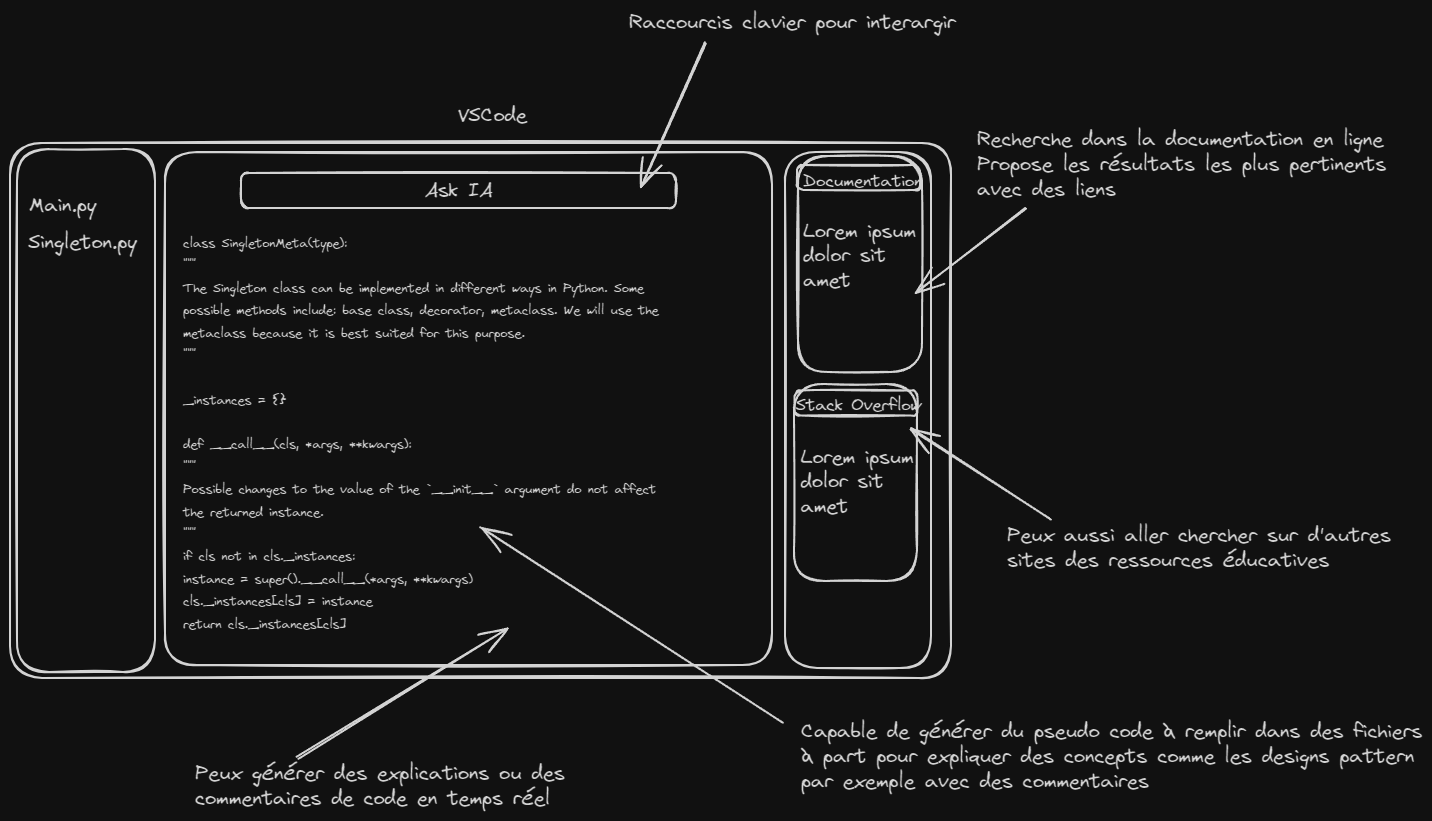 Raccourcis clavier pour interargir
VSCode
Recherche dans la documentation en ligne
Propose les résultats les plus pertinents
avec des liens
Main.py
Singleton.py
Ask IA
class SingletonMeta(type):
"""
The Singleton class can be implemented in different ways in Python. Some
possible methods include: base class, decorator, metaclass. We will use the
metaclass because it is best suited for this purpose.
"""
_instances = {}
def __call__(cls, *args, **kwargs):
"""
Possible changes to the value of the `__init__` argument do not affect
the returned instance.
"""
if cls not in cls._instances:
instance = super().__call__(*args, **kwargs)
cls._instances[cls] = instance
return cls._instances[cls]
Documentation
Lorem ipsum
dolor sit
amet
Stack Overflow
Lorem ipsum
dolor sit
amet
Peux aussi aller chercher sur d'autres
sites des ressources éducatives
Capable de générer du pseudo code à remplir dans des fichiers
à part pour expliquer des concepts comme les designs pattern
par exemple avec des commentaires
Peux générer des explications ou des
commentaires de code en temps réel